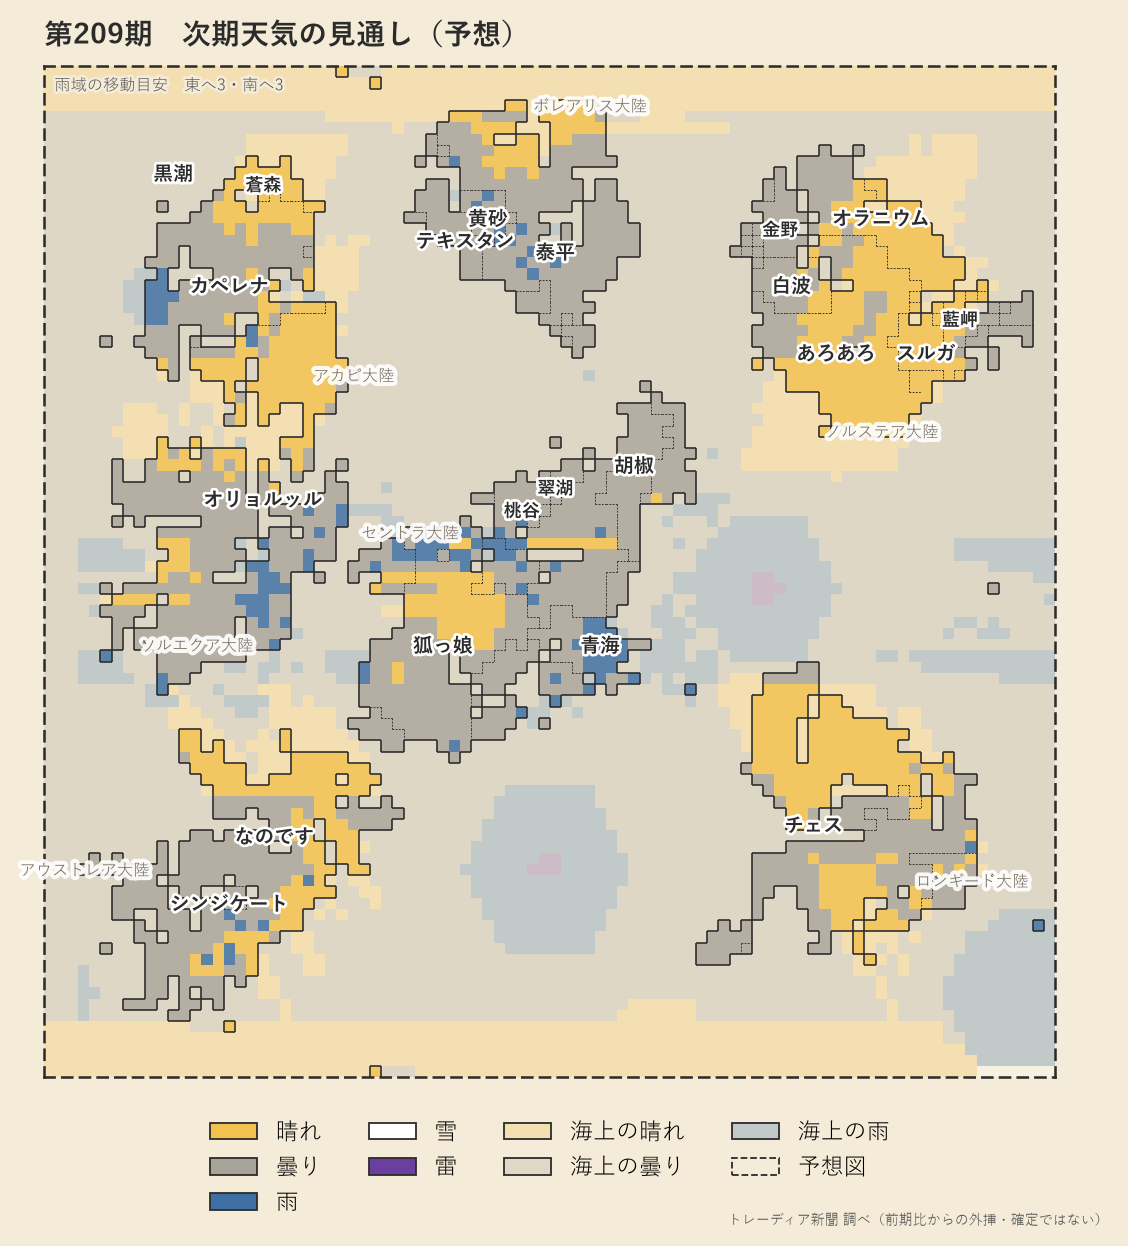 第209期　次期天気の見通し（予想）
雨域の移動目安　東へ3・南へ3
ボレアリス大陸
黒潮
蒼森
黄砂
テキスタン
泰平
金野
オラニウム
カペレナ
白波
藍岬
あろあろ
スルガ
アカピ大陸
ノルステア大陸
胡椒
翠湖
オリョルッル
桃谷
セントラ大陸
ソルエクア大陸
狐っ娘
青海
なのです
チェス
アウストレア大陸
ロンギード大陸
シンジケート
晴れ
雪
海上の晴れ
海上の雨
曇り
雷
海上の曇り
予想図
雨
トレーディア新聞 調べ（前期比からの外挿・確定ではない）